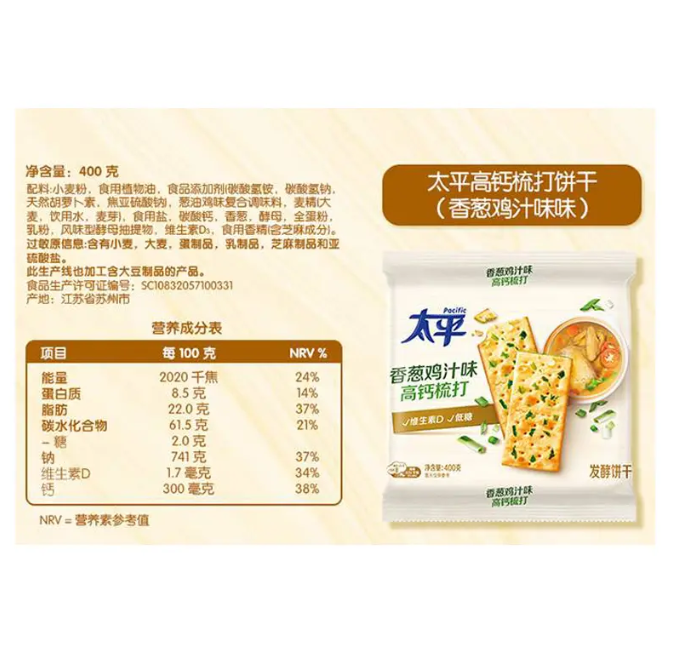 净含量：400 克
配料:小麦粉，食用植物油，食品添加剂(碳酸氢铵，碳酸氢钠，
天然胡萝卜素，焦亚硫酸钠)，葱油鸡味复合调味料，麦精(大
麦，饮用水，麦芽)，食用盐，碳酸钙，香葱，酵母，全蛋粉，
乳粉，风味型酵母抽提物，维生素D₃，食用香精(含芝麻成分)。
过敏原信息:含有小麦，大麦，蛋制品，乳制品，芝麻制品和亚
硫酸盐。
此生产线也加工含大豆制品的产品。
食品生产许可证编号：SC10832057100331
产地：江苏省苏州市
营养成分表
项目 每 100 克 NRV %
能量 2020 千焦 24%
蛋白质 8.5 克 14%
脂肪 22.0 克 37%
碳水化合物 61.5 克 21%
– 糖 2.0 克
钠 741 克 37%
维生素D 1.7 毫克 34%
钙 300 毫克 38%
NRV = 营养素参考值
太平高钙梳打饼干
（香葱鸡汁味味）
香葱鸡汁味
高钙梳打
Pacific
太平
香葱鸡汁味
高钙梳打
✓维生素D ✓低糖
净含量:400克
发酵饼干
香葱鸡汁味
高钙梳打